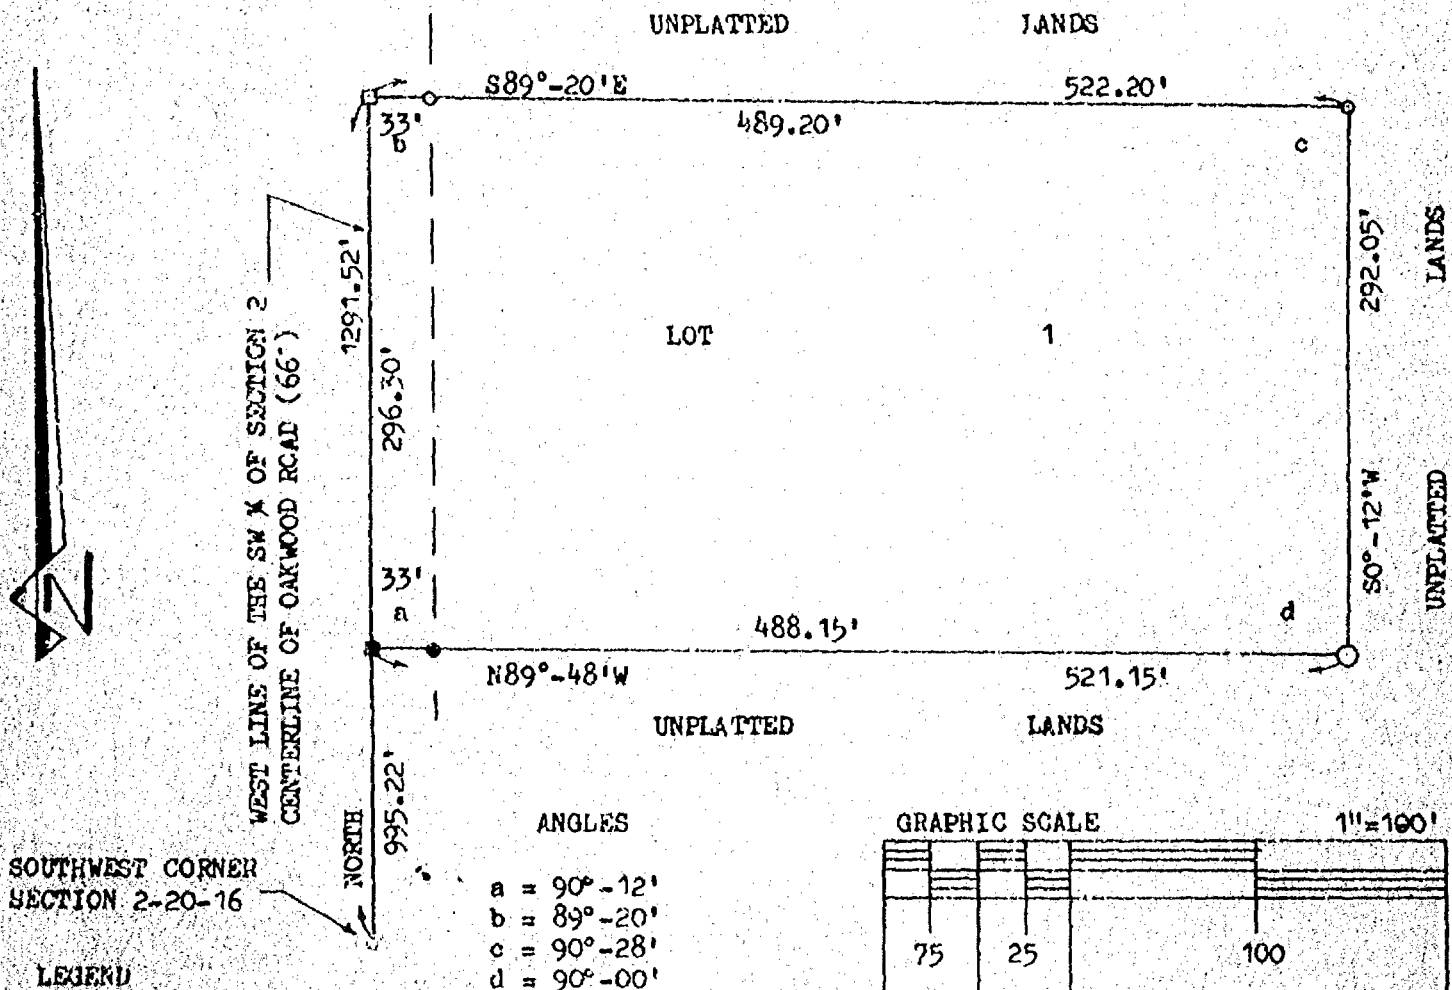 UNPLATTED LANDS
S89°-20'E 522.20'
33' 489.20'
b c
WEST LINE OF THE SW ¼ OF SECTION 2
CENTERLINE OF OAKWOOD ROAD (66')
1291.52'
296.30'
LOT 1
292.05'
S0°-12'W
UNPLATTED LANDS
33'
a d
488.15'
N89°-48'W 521.15'
UNPLATTED LANDS
NORTH
995.22'
SOUTHWEST CORNER
SECTION 2-20-16
LEGEND
ANGLES
a = 90°-12'
b = 89°-20'
c = 90°-28'
d = 90°-00'
GRAPHIC SCALE 1"=100'
75 25 100
N